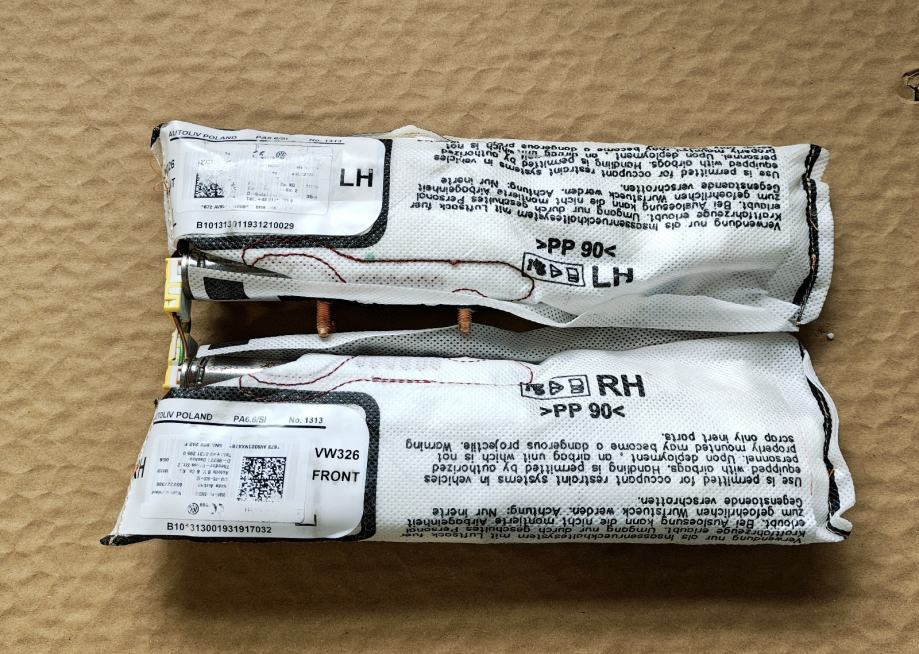 AUTOLIV POLAND PA6.6/SI No. 1313
LH
B101313011931210029
Verwendung nur als Insassenrueckhaltesystem mit Luftsack fuer
Kraftfahrzeuge erlaubt. Umgang nur durch geschultes
erlaubt. Bei Ausloesung kann die nicht montierte Airbageinheit
zum gefaehrlichen Wurfstueck werden. Achtung: Nur inerte
Gegenstaende verschrotten.
Use is permitted for occupant restraint systems in vehicles
equipped with airbags. Handling is permitted by authorized
personnel. Upon deployment, an airbag unit which is not
properly mounted may become a dangerous
>PP 90<
LH
RH
>PP 90<
AUTOLIV POLAND PA6.6/SI No. 1313
VW326
FRONT
RH
B101313001931917032
Verwendung nur als Insassenrueckhaltesystem mit Luftsack fuer
Kraftfahrzeuge erlaubt. Umgang nur durch geschultes Personal
erlaubt. Bei Ausloesung kann die nicht montierte Airbageinheit
zum gefaehrlichen Wurfstueck werden. Achtung: Nur inerte
Gegenstaende verschrotten.
Use is permitted for occupant restraint systems in vehicles
equipped with airbags. Handling is permitted by authorized
personnel. Upon deployment , an airbag unit which is not
properly mounted may become a dangerous projectile. Warning
scrap only inert parts.